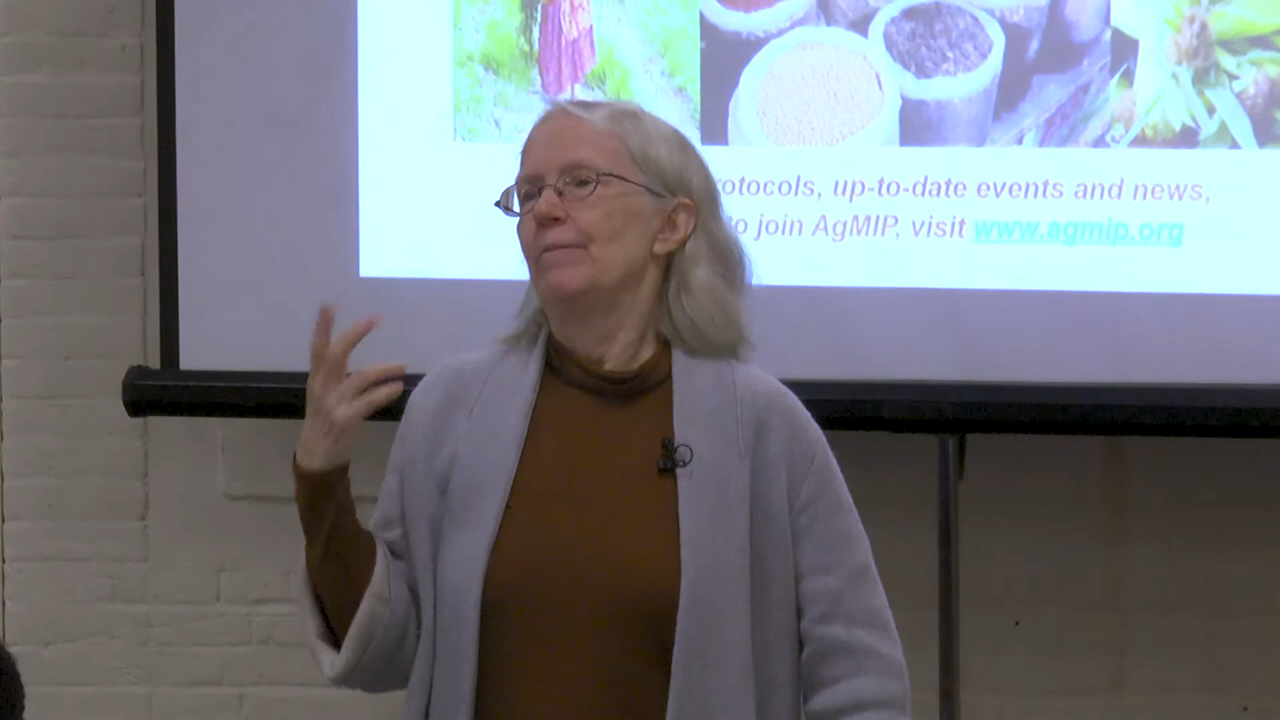 rotocols, up-to-date events and news,
to join AgMIP, visit www.agmip.org